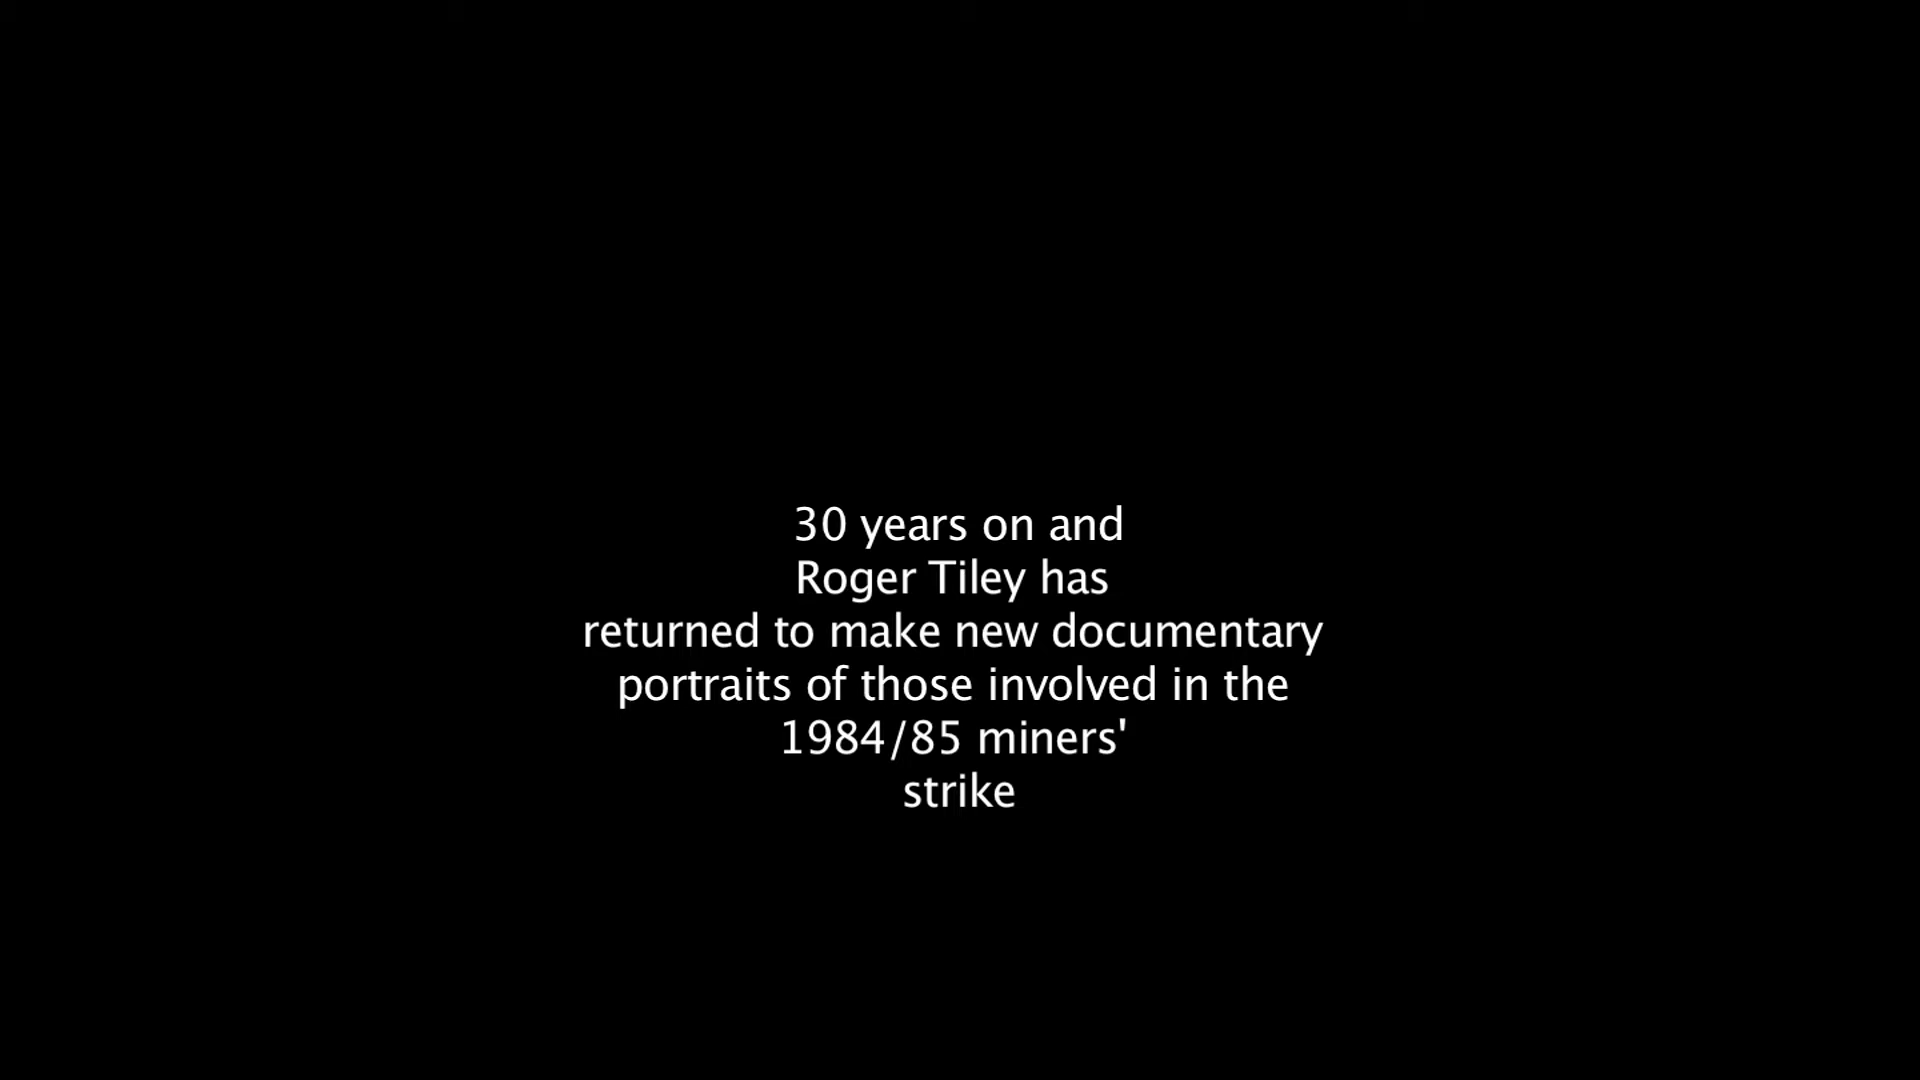 30 years on and
Roger Tiley has
returned to make new documentary
portraits of those involved in the
1984/85 miners'
strike